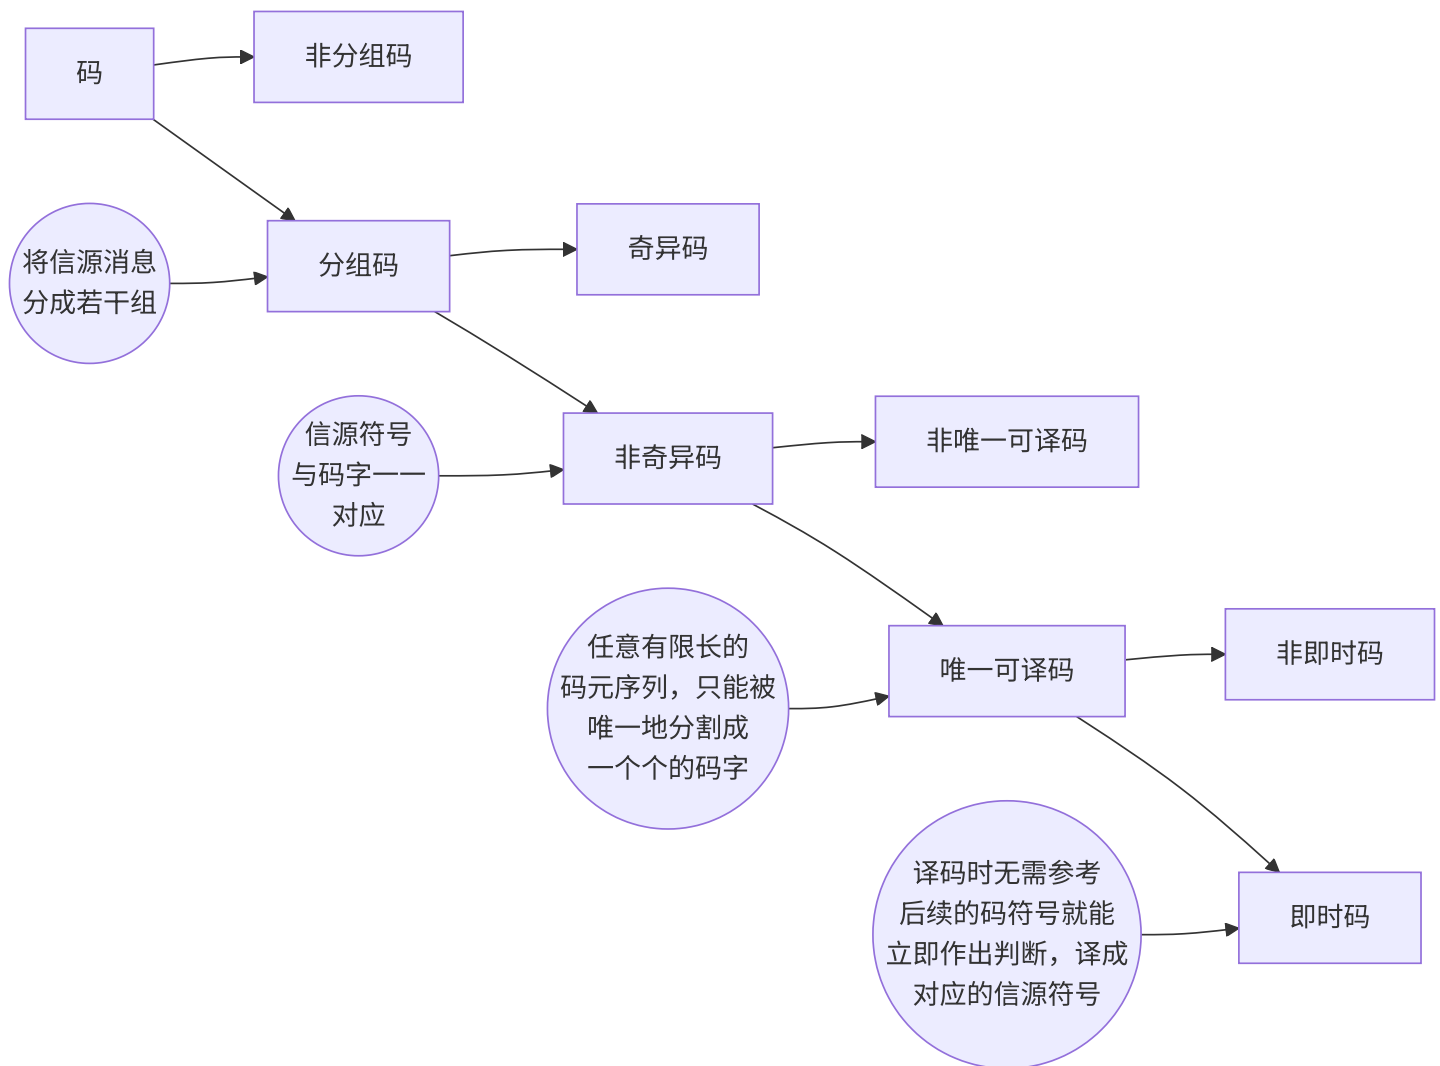 码
非分组码
将信源消息
分成若干组
分组码
奇异码
信源符号
与码字一一
对应
非奇异码
非唯一可译码
任意有限长的
码元序列，只能被
唯一地分割成
一个个的码字
唯一可译码
非即时码
译码时无需参考
后续的码符号就能
立即作出判断，译成
对应的信源符号
即时码